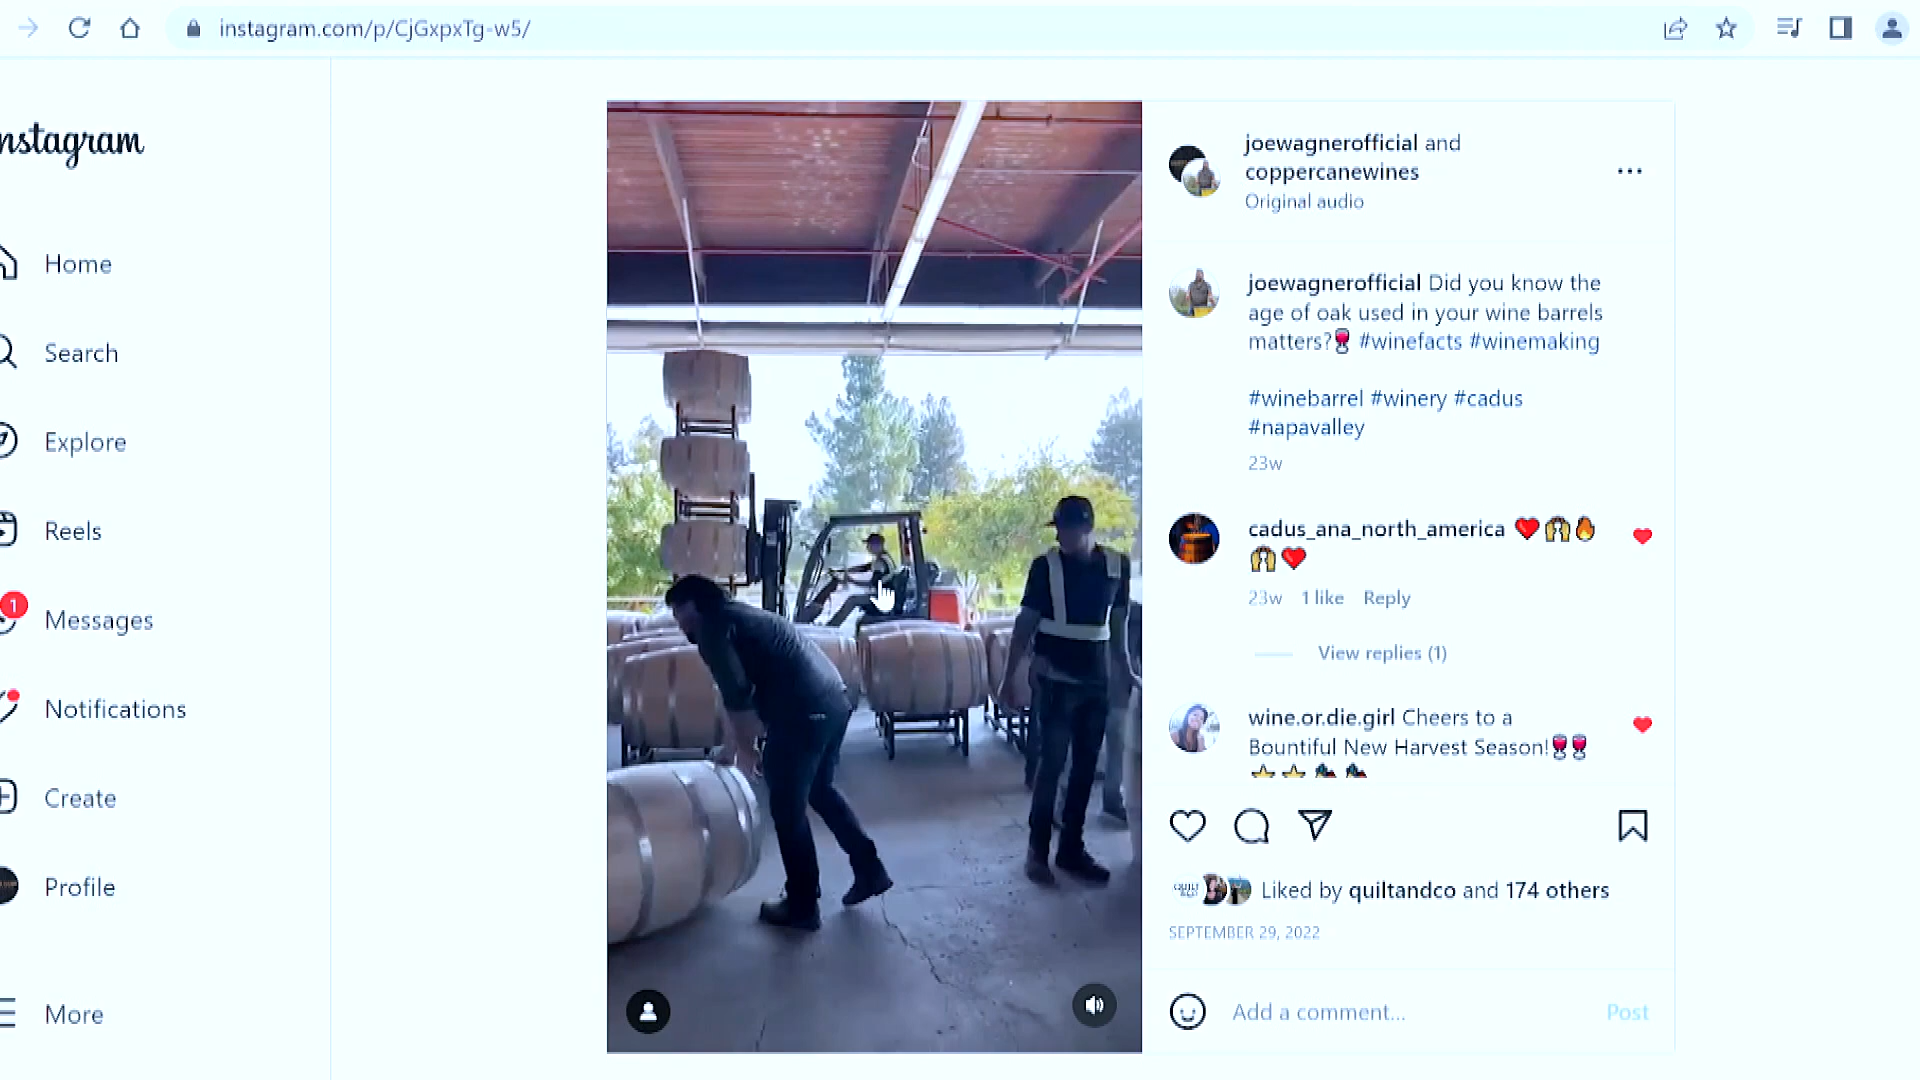 instagram.com/p/CjGxpxTg-w5/
nstagram
Home
Search
Explore
Reels
1
Messages
Notifications
Create
Profile
More
joewagnerofficial and
coppercanewines
Original audio
joewagnerofficial Did you know the
age of oak used in your wine barrels
matters?🍷 #winefacts #winemaking
#winebarrel #winery #cadus
#napavalley
23w
cadus_ana_north_america ❤️🙌🔥
🙌❤️
23w 1 like Reply
View replies (1)
wine.or.die.girl Cheers to a
Bountiful New Harvest Season!🍷🍷
Liked by quiltandco and 174 others
SEPTEMBER 29, 2022
Add a comment...
Post